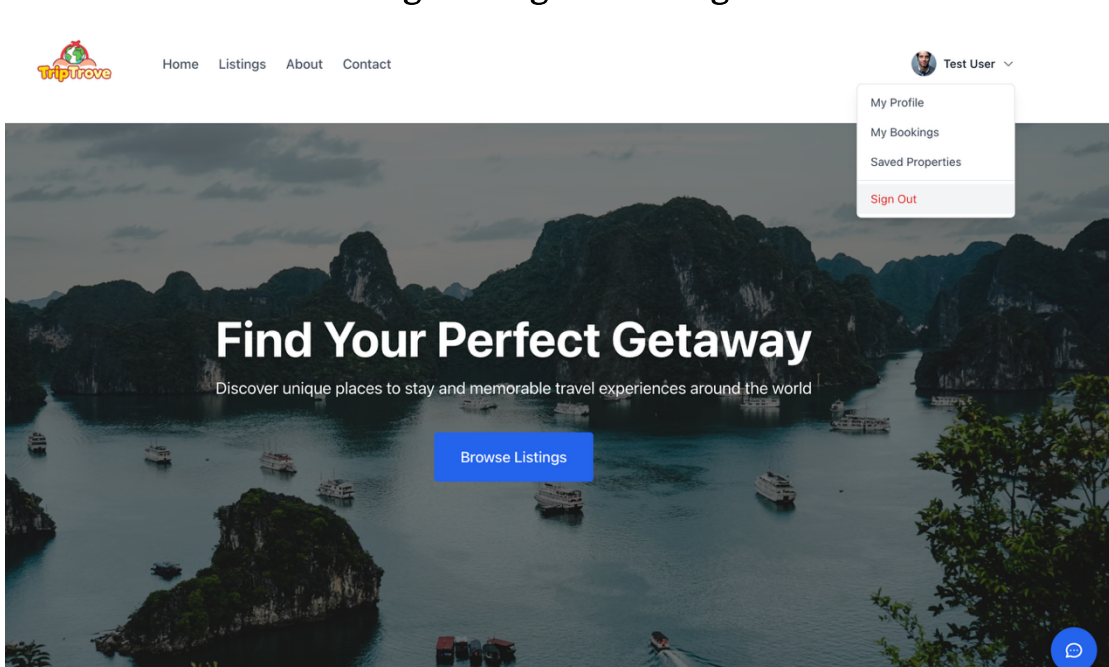 TripTrove
Home Listings About Contact
Test User
My Profile
My Bookings
Saved Properties
Sign Out
Find Your Perfect Getaway
Discover unique places to stay and memorable travel experiences around the world
Browse Listings